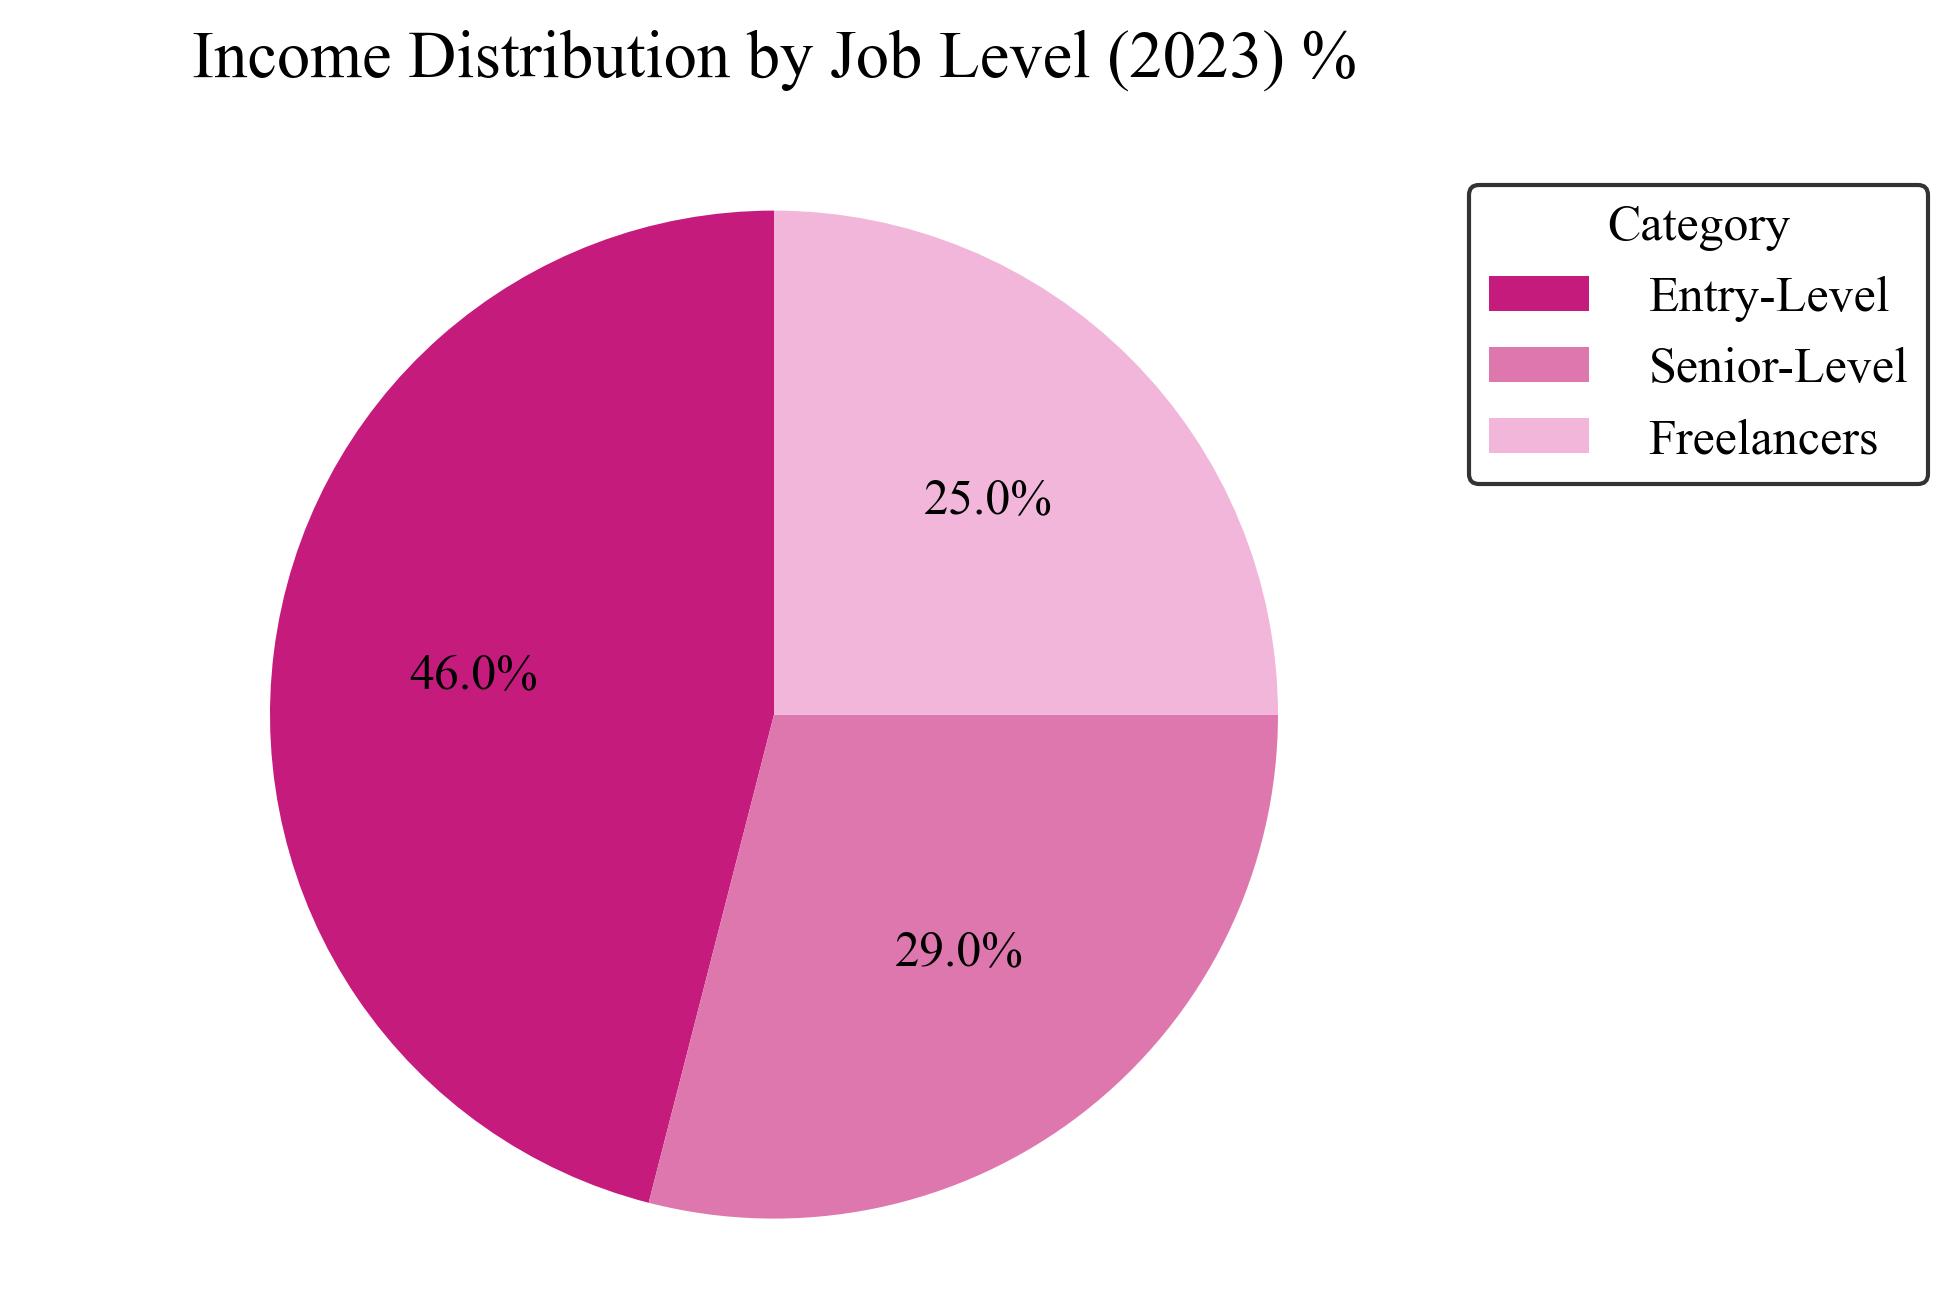 Income Distribution by Job Level (2023) %
Category
Entry-Level
Senior-Level
Freelancers
25.0%
46.0%
29.0%